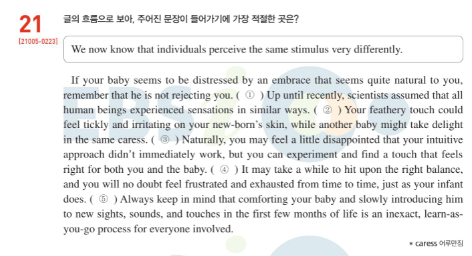 21
[21005-0223]
글의 흐름으로 보아, 주어진 문장이 들어가기에 가장 적절한 곳은?
We now know that individuals perceive the same stimulus very differently.
If your baby seems to be distressed by an embrace that seems quite natural to you,
remember that he is not rejecting you. ( ① ) Up until recently, scientists assumed that all
human beings experienced sensations in similar ways. ( ② ) Your feathery touch could
feel tickly and irritating on your new-born's skin, while another baby might take delight
in the same caress. ( ③ ) Naturally, you may feel a little disappointed that your intuitive
approach didn't immediately work, but you can experiment and find a touch that feels
right for both you and the baby. ( ④ ) It may take a while to hit upon the right balance,
and you will no doubt feel frustrated and exhausted from time to time, just as your infant
does. ( ⑤ ) Always keep in mind that comforting your baby and slowly introducing him
to new sights, sounds, and touches in the first few months of life is an inexact, learn-as-
you-go process for everyone involved.
* caress 어루만짐